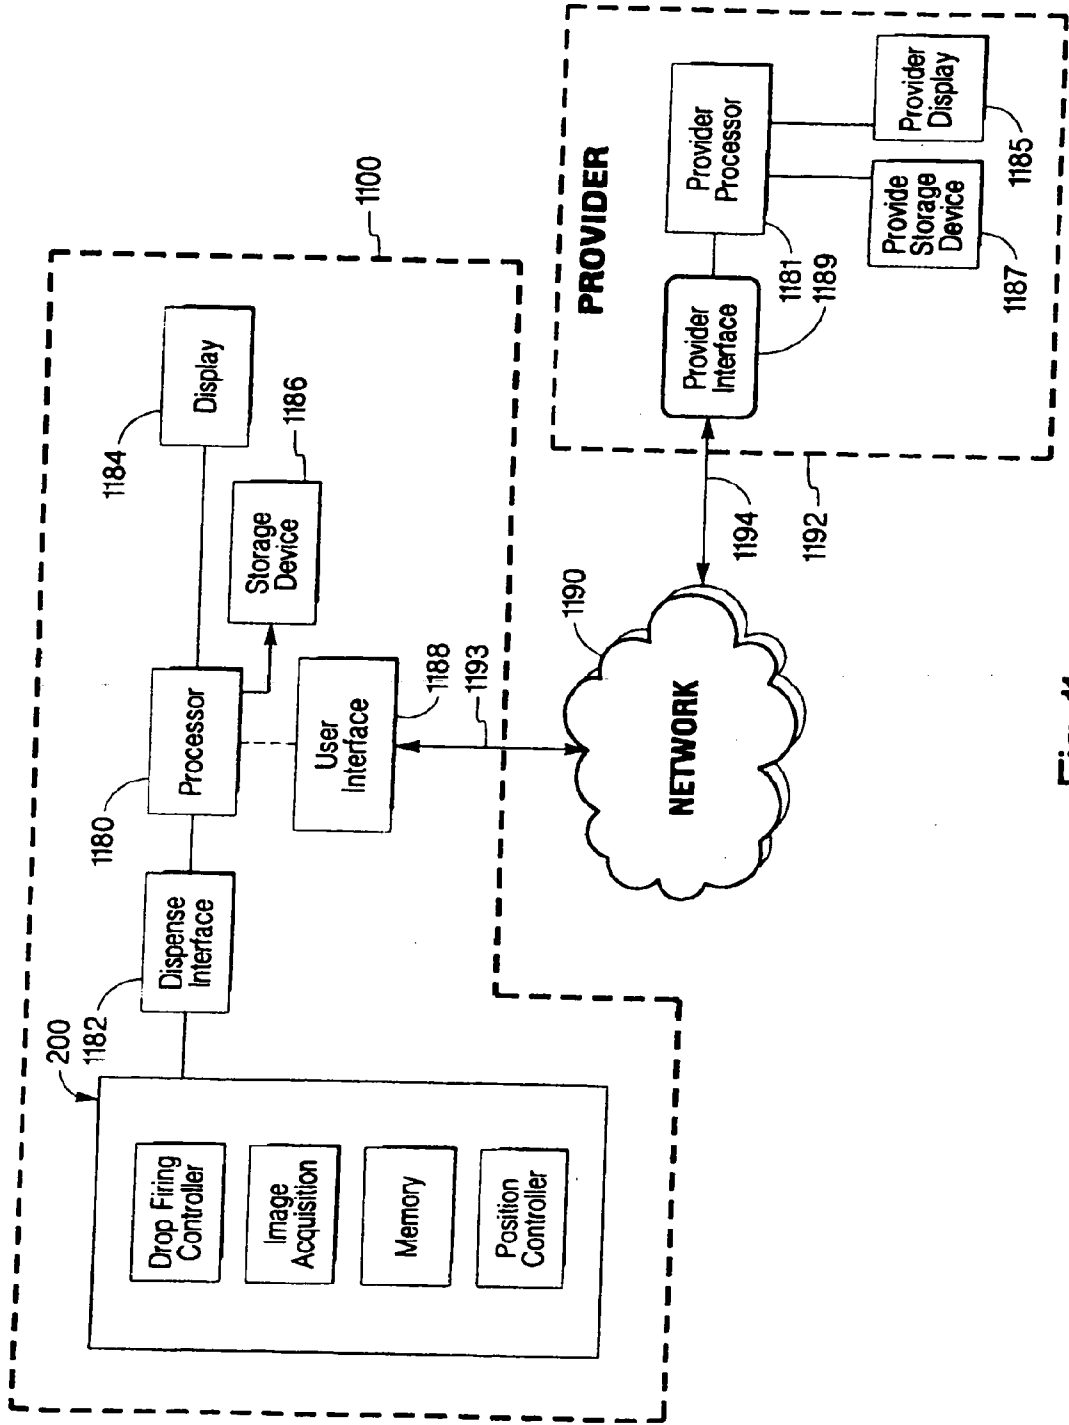 200
1182
Drop Firing
Controller
Image
Acquisition
Memory
Position
Controller
Dispense
Interface
1180
Processor
1184
Display
1100
Storage
Device
1186
User
Interface
1188
1193
1190
NETWORK
1194
1192
PROVIDER
Provider
Interface
1181
1189
Provider
Processor
Provide
Storage
Device
1187
Provider
Display
1185